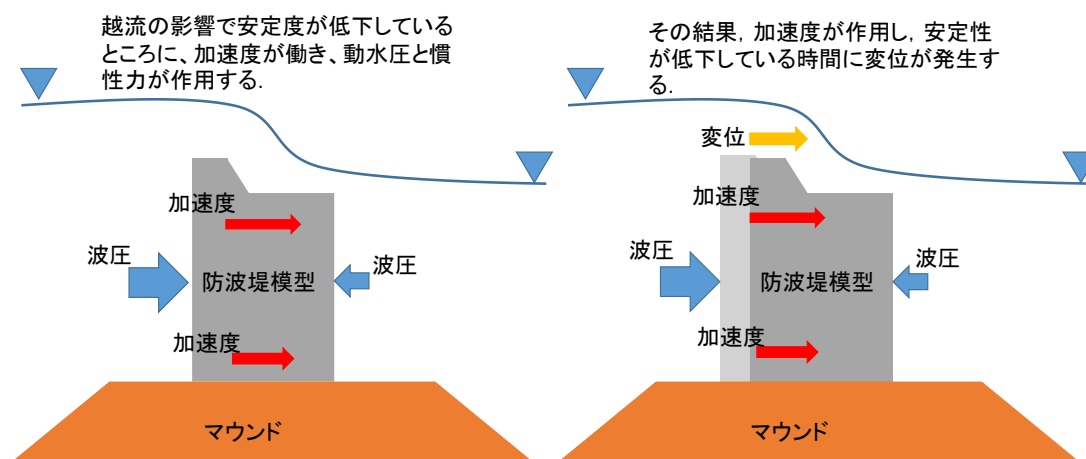 越流の影響で安定度が低下している
ところに、加速度が働き、動水圧と慣
性力が作用する.
加速度
波圧
防波堤模型
波圧
加速度
マウンド
その結果, 加速度が作用し, 安定性
が低下している時間に変位が発生す
る.
変位
加速度
波圧
防波堤模型
波圧
加速度
マウンド